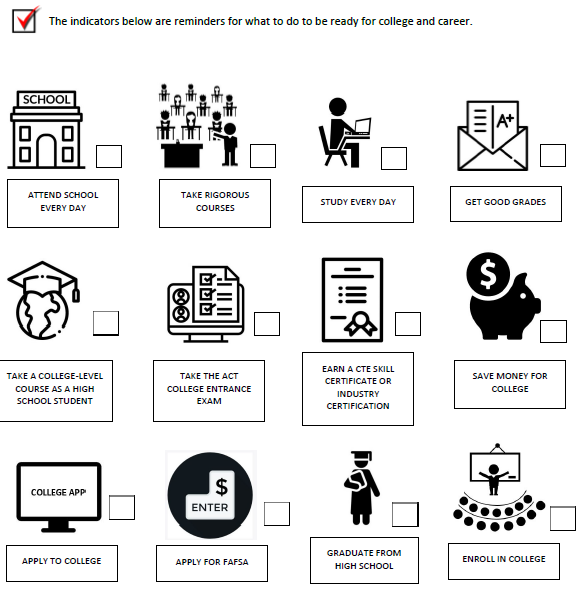 The indicators below are reminders for what to do to be ready for college and career.
SCHOOL
A+
ATTEND SCHOOL
EVERY DAY
TAKE RIGOROUS
COURSES
STUDY EVERY DAY
GET GOOD GRADES
$
TAKE A COLLEGE-LEVEL
COURSE AS A HIGH
SCHOOL STUDENT
TAKE THE ACT
COLLEGE ENTRANCE
EXAM
EARN A CTE SKILL
CERTIFICATE OR
INDUSTRY
CERTIFICATION
SAVE MONEY FOR
COLLEGE
COLLEGE APP
$
ENTER
APPLY TO COLLEGE
APPLY FOR FAFSA
GRADUATE FROM
HIGH SCHOOL
ENROLL IN COLLEGE